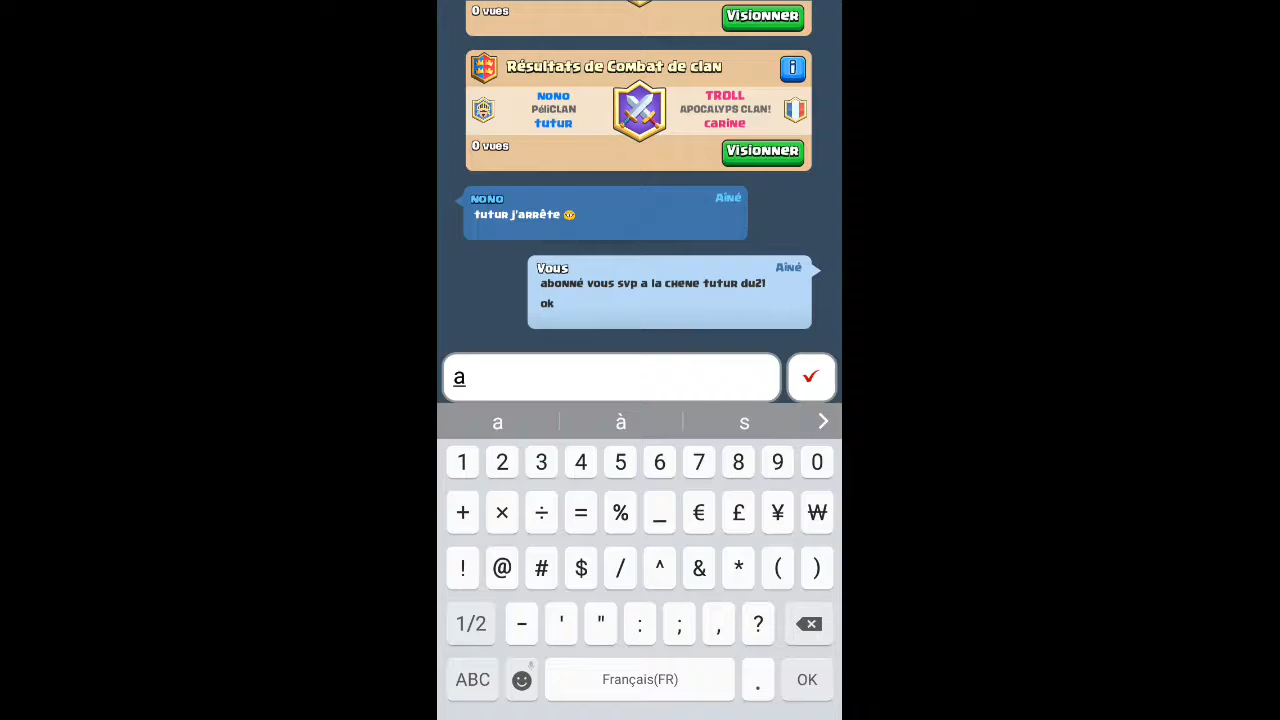 0 vues
Visionner
Résultats de Combat de clan
i
NONO
PéliCLAN
tutur
TROLL
APOCALYPS CLAN!
carine
0 vues
Visionner
NONO
Aîné
tutur j'arrête
Vous
Aîné
abonné vous svp a la chene tutur du21
ok
a
a à s
1 2 3 4 5 6 7 8 9 0
+ × ÷ = % _ € £ ¥ ₩
! @ # $ / ^ & * ( )
1/2 - ' " : ; , ?
ABC Français(FR) . OK